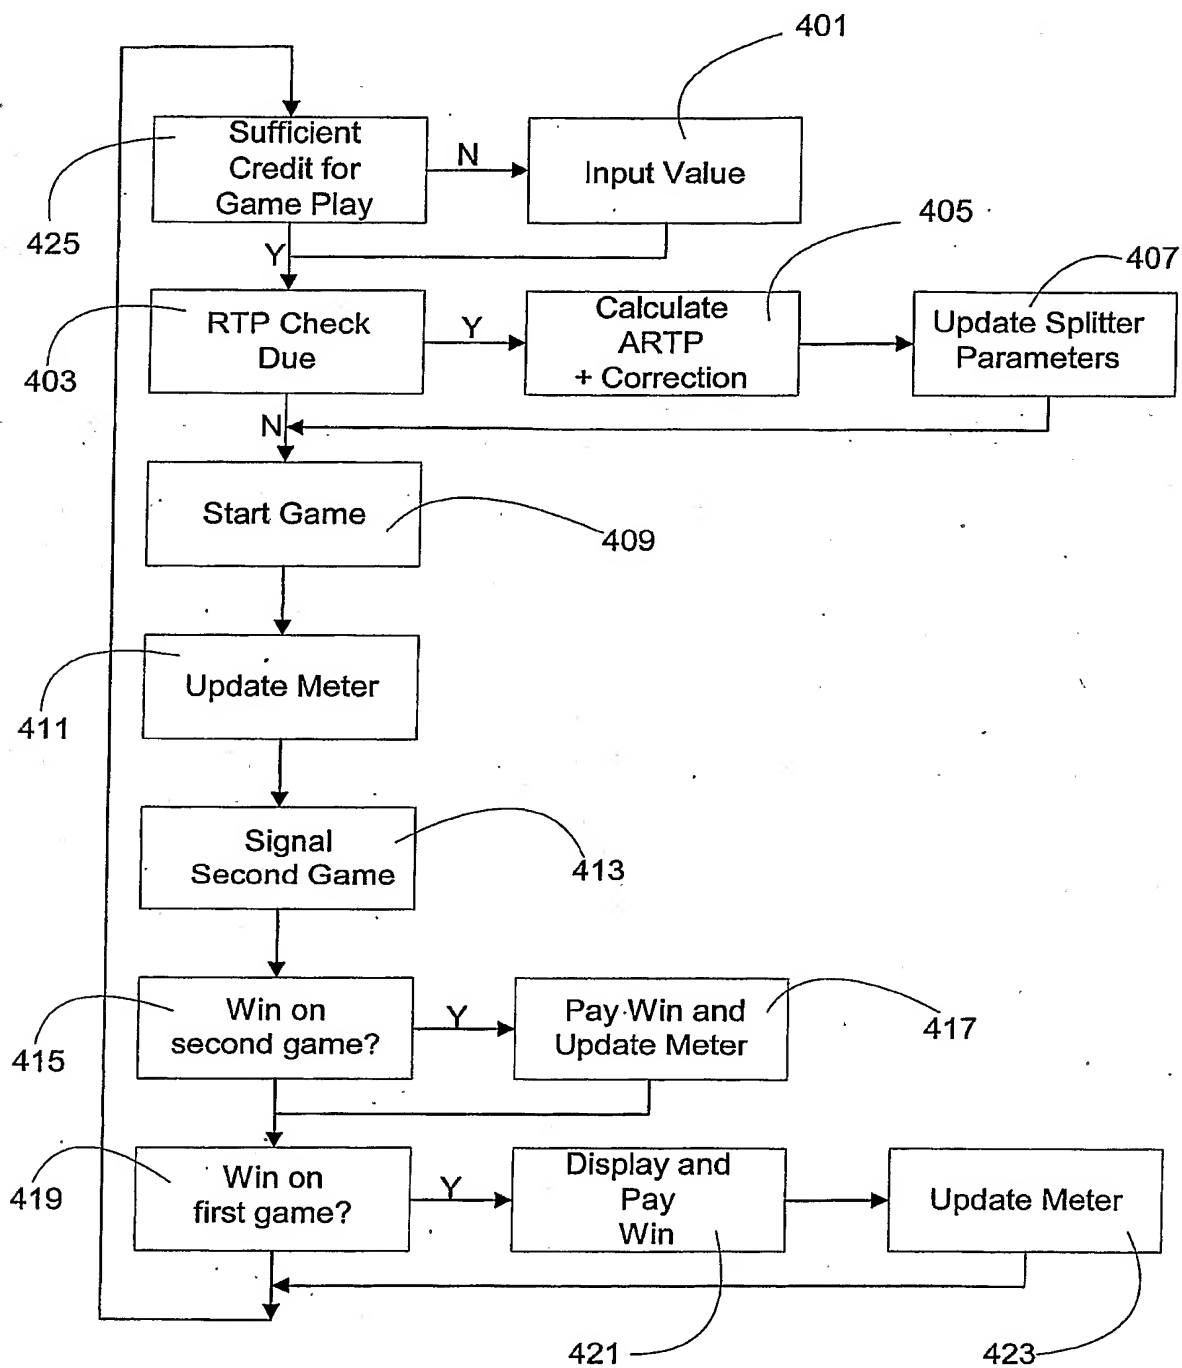 401
Sufficient
Credit for
Game Play
N
Input Value
425
Y
405
407
RTP Check
Due
Y
Calculate
ARTP
+ Correction
Update Splitter
Parameters
403
N
Start Game
409
Update Meter
411
Signal
Second Game
413
Win on
second game?
Y
Pay Win and
Update Meter
415
417
Win on
first game?
Y
Display and
Pay
Win
Update Meter
419
421
423